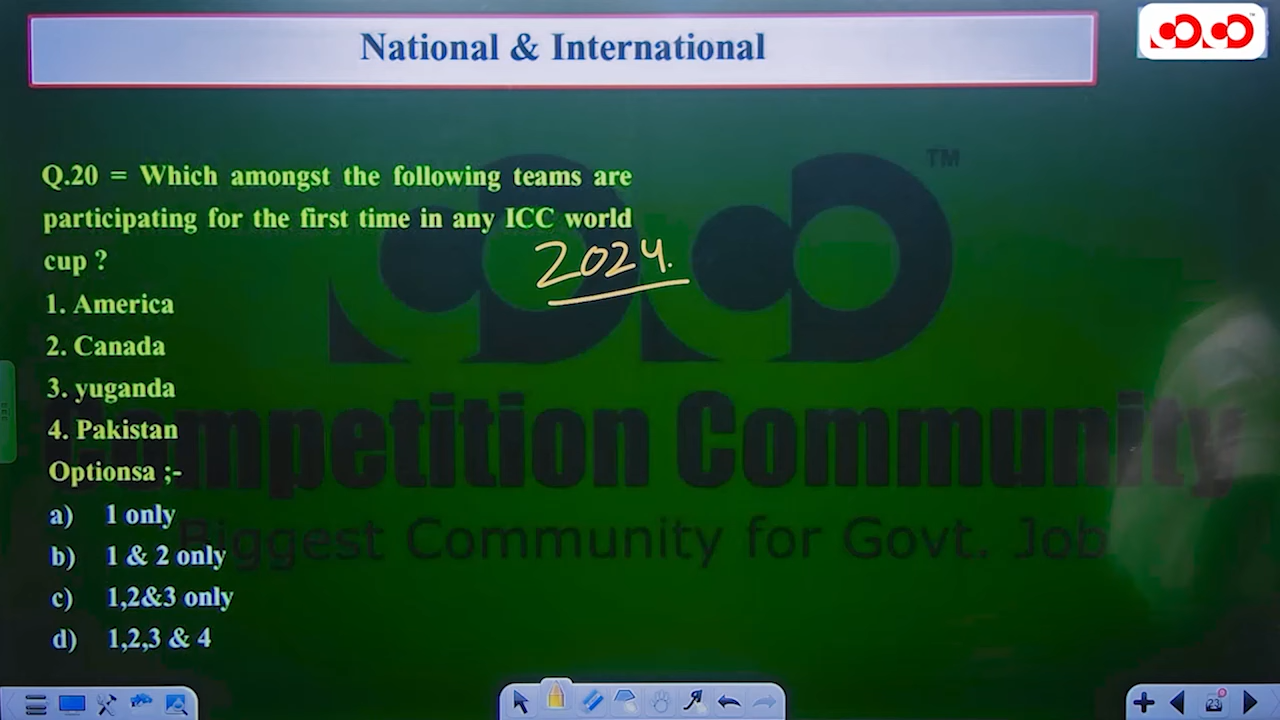 National & International
Q.20 = Which amongst the following teams are
participating for the first time in any ICC world
cup ?
2024.
1. America
2. Canada
3. yuganda
4. Pakistan
Optionsa ;-
a) 1 only
b) 1 & 2 only
c) 1,2&3 only
d) 1,2,3 & 4
TM
Competition Community
Biggest Community for Govt. Job
23